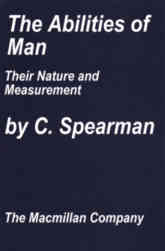 The Abilities of
Man
Their Nature and
Measurement
by C. Spearman
The Macmillan Company